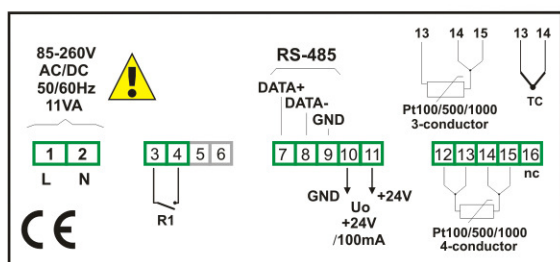 85-260V
AC/DC
50/60Hz
11VA
1 2
L N
3 4 5 6
R1
RS-485
DATA+
DATA-
GND
7 8 9 10 11
GND +24V
Uo
+24V
/100mA
13 14 15
Pt100/500/1000
3-conductor
13 14
TC
12 13 14 15 16
nc
Pt100/500/1000
4-conductor
CE